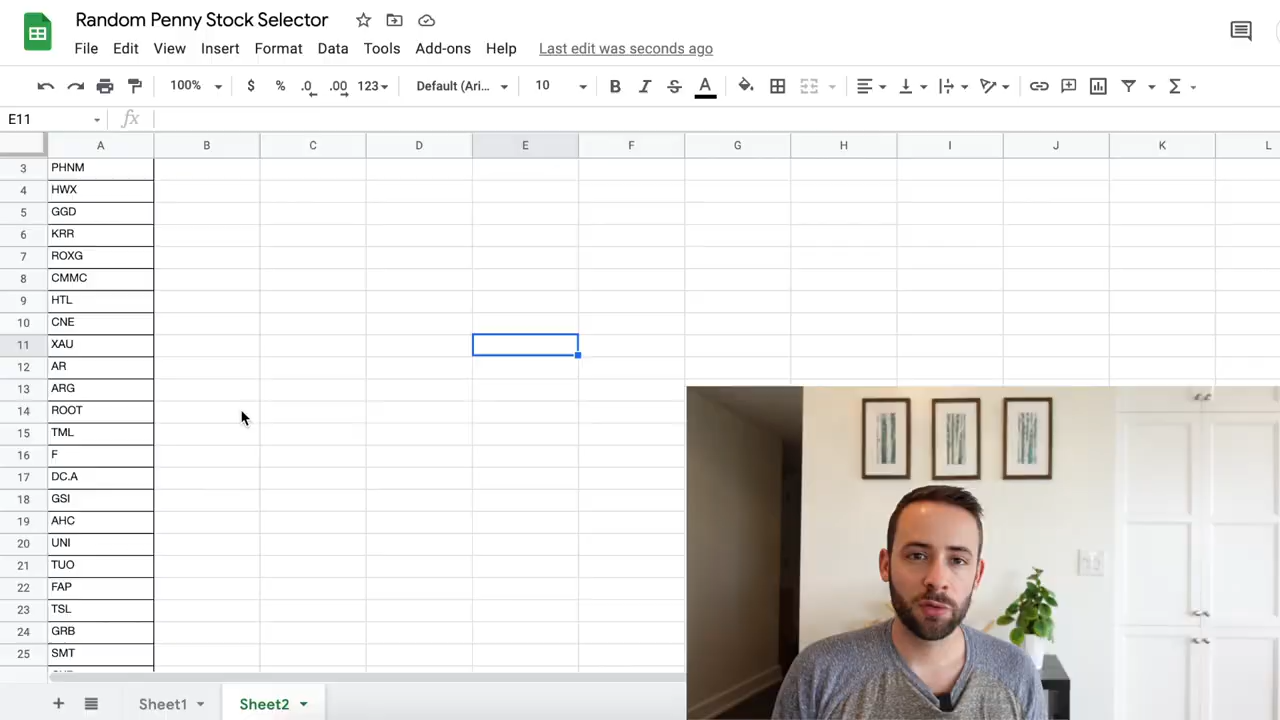 Random Penny Stock Selector
File Edit View Insert Format Data Tools Add-ons Help Last edit was seconds ago
100% $ % .0 .00 123 Default (Ari... 10 B I S A
E11 fx
A B C D E F G H I J K L
3 PHNM
4 HWX
5 GGD
6 KRR
7 ROXG
8 CMMC
9 HTL
10 CNE
11 XAU
12 AR
13 ARG
14 ROOT
15 TML
16 F
17 DC.A
18 GSI
19 AHC
20 UNI
21 TUO
22 FAP
23 TSL
24 GRB
25 SMT
Sheet1 Sheet2